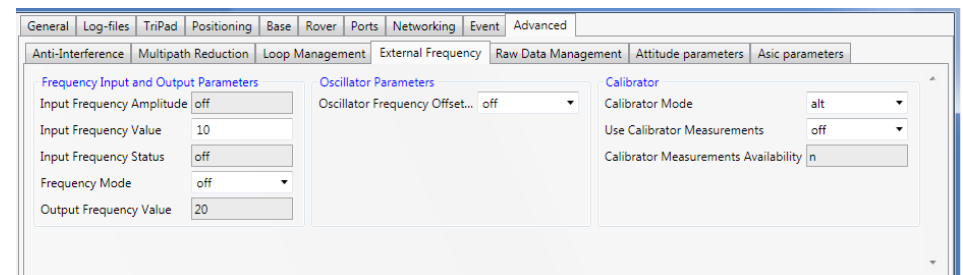 General Log-files TriPad Positioning Base Rover Ports Networking Event Advanced
Anti-Interference Multipath Reduction Loop Management External Frequency Raw Data Management Attitude parameters Asic parameters
Frequency Input and Output Parameters
Input Frequency Amplitude off
Input Frequency Value 10
Input Frequency Status off
Frequency Mode off
Output Frequency Value 20
Oscillator Parameters
Oscillator Frequency Offset... off
Calibrator
Calibrator Mode alt
Use Calibrator Measurements off
Calibrator Measurements Availability n